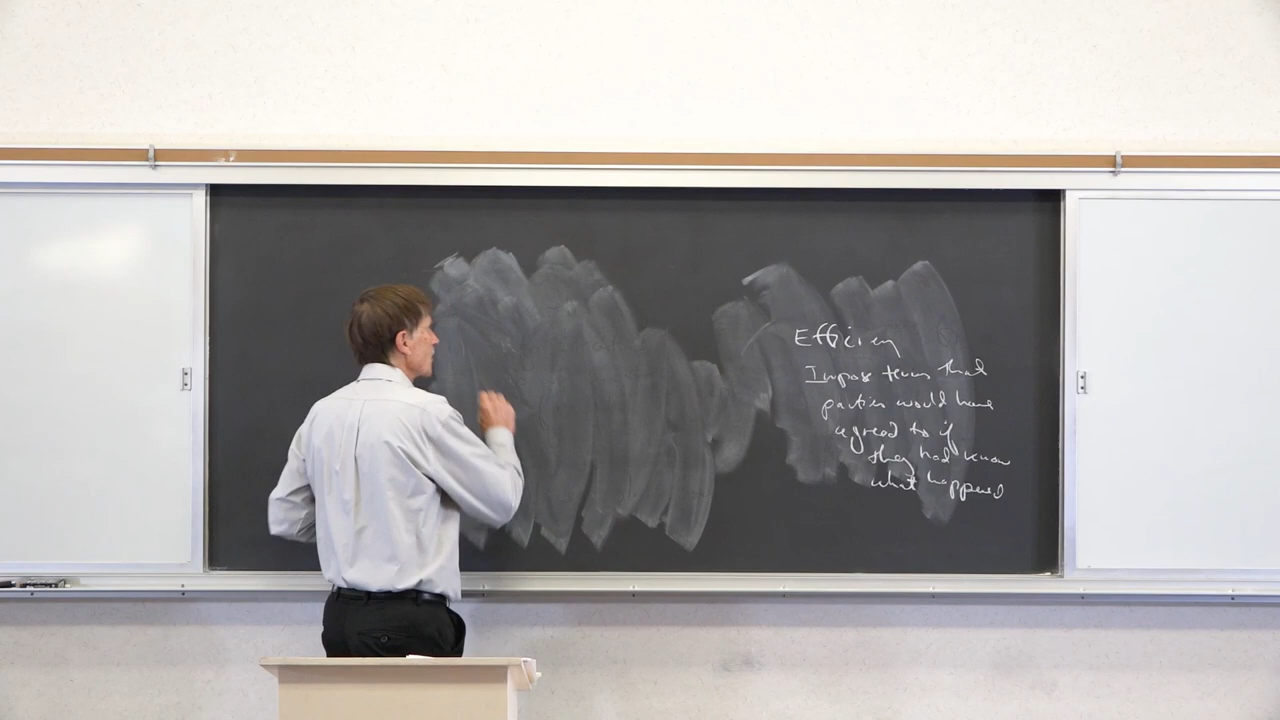 Efficiency
Impose terms that
parties would have
agreed to if
they had known
what happened